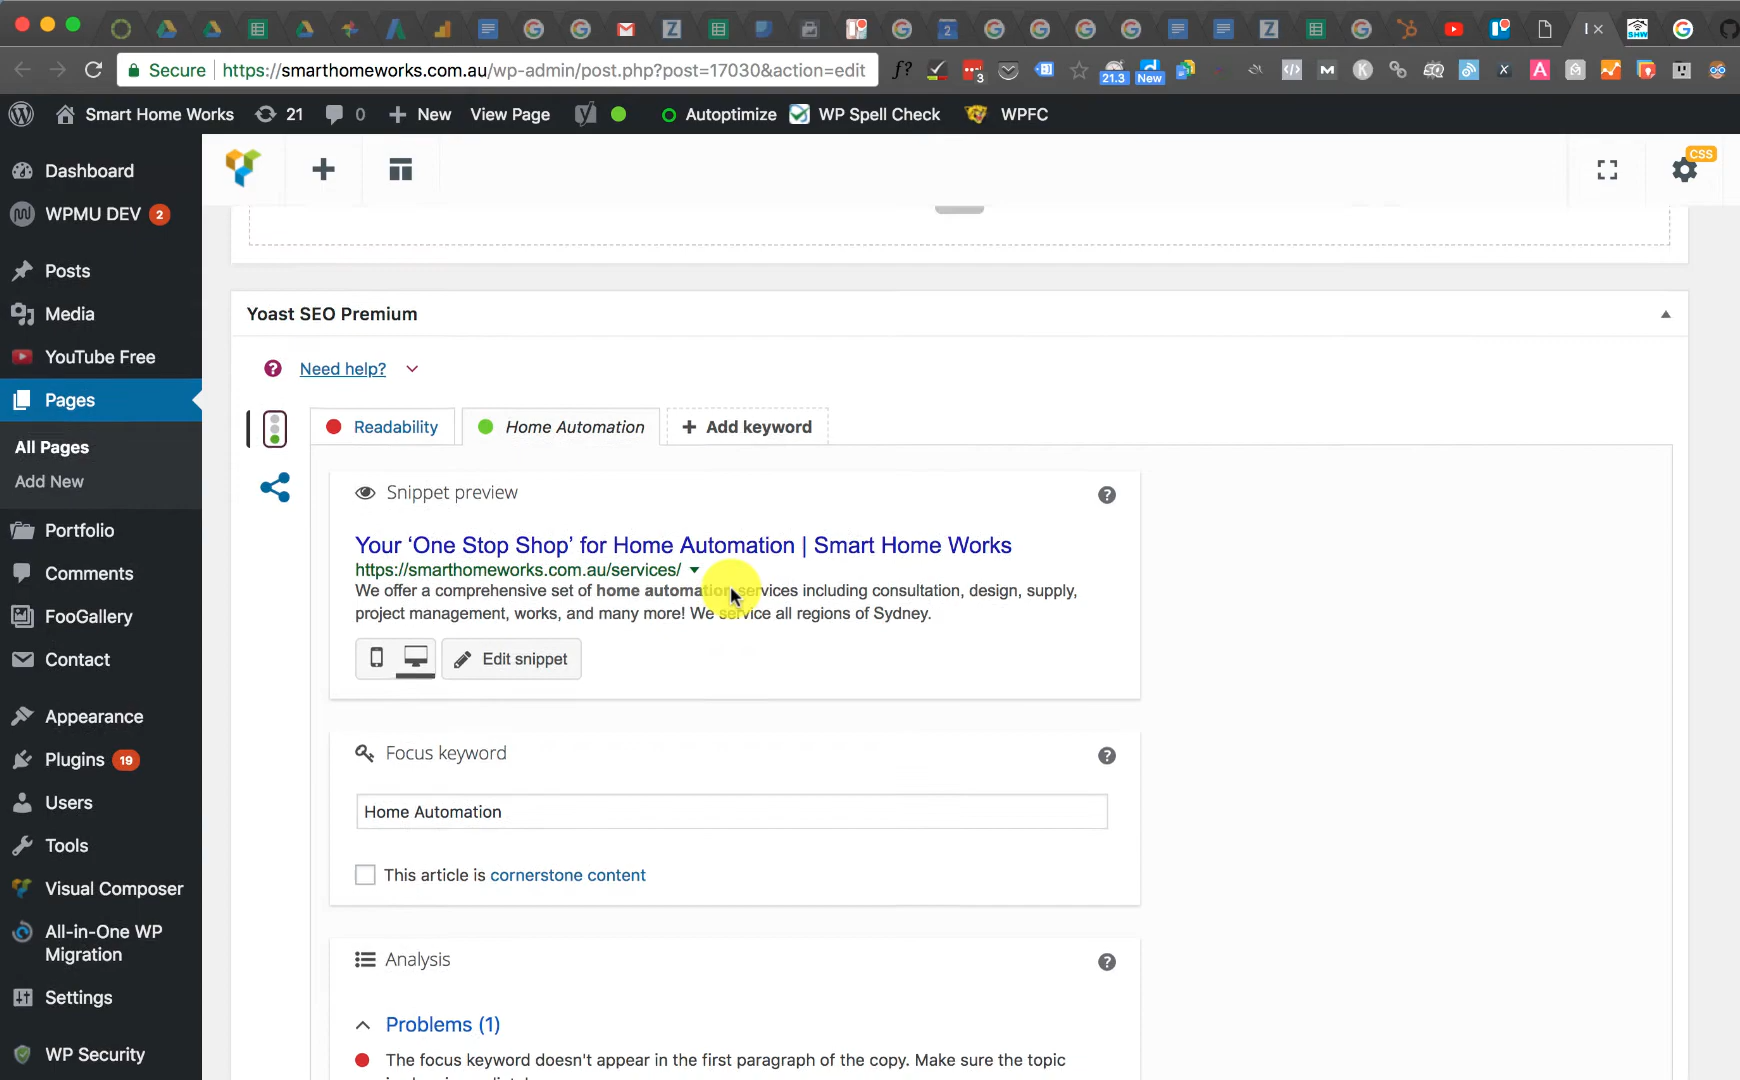 Secure https://smarthomeworks.com.au/wp-admin/post.php?post=17030&action=edit
f? 3 21.3 New
Smart Home Works 21 0 New View Page Autoptimize WP Spell Check WPFC
CSS
Dashboard
WPMU DEV 2
Posts
Media
YouTube Free
Pages
All Pages
Add New
Portfolio
Comments
FooGallery
Contact
Appearance
Plugins 19
Users
Tools
Visual Composer
All-in-One WP
Migration
Settings
WP Security
Yoast SEO Premium
Need help?
Readability Home Automation Add keyword
Snippet preview
Your ‘One Stop Shop’ for Home Automation | Smart Home Works
https://smarthomeworks.com.au/services/
We offer a comprehensive set of home automation services including consultation, design, supply,
project management, works, and many more! We service all regions of Sydney.
Edit snippet
Focus keyword
Home Automation
This article is cornerstone content
Analysis
Problems (1)
The focus keyword doesn't appear in the first paragraph of the copy. Make sure the topic